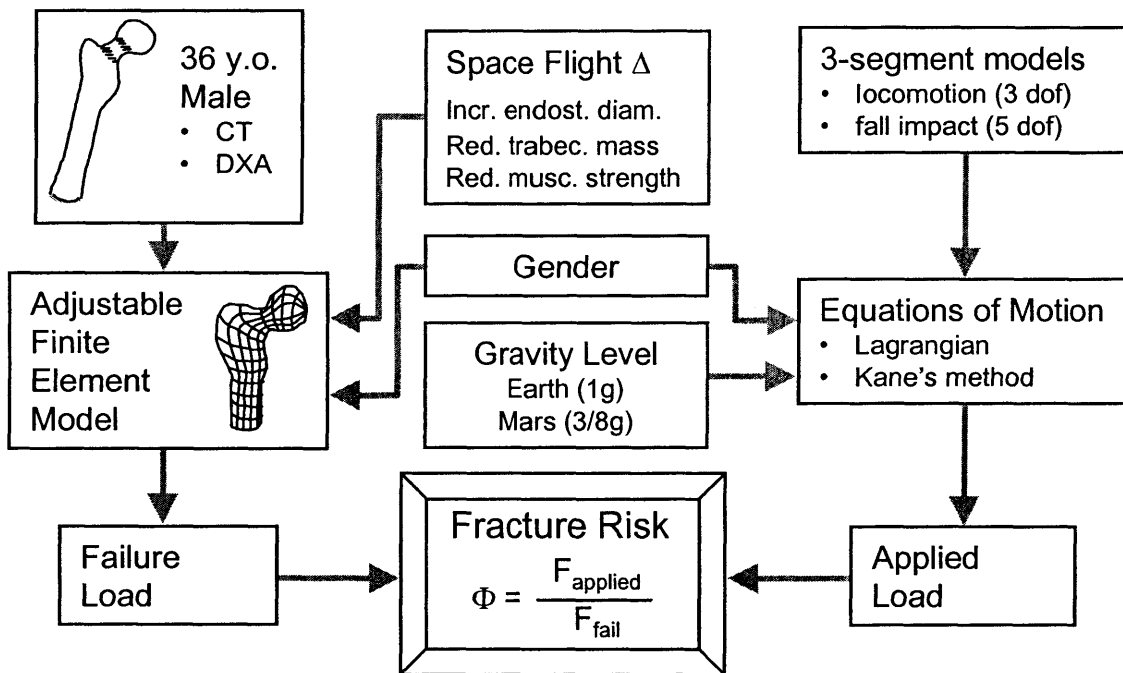 36 y.o.
Male
• CT
• DXA
Space Flight Δ
Incr. endost. diam.
Red. trabec. mass
Red. musc. strength
3-segment models
• locomotion (3 dof)
• fall impact (5 dof)
Adjustable
Finite
Element
Model
Gender
Gravity Level
Earth (1g)
Mars (3/8g)
Equations of Motion
• Lagrangian
• Kane's method
Failure
Load
Fracture Risk
Φ = F_applied / F_fail
Applied
Load